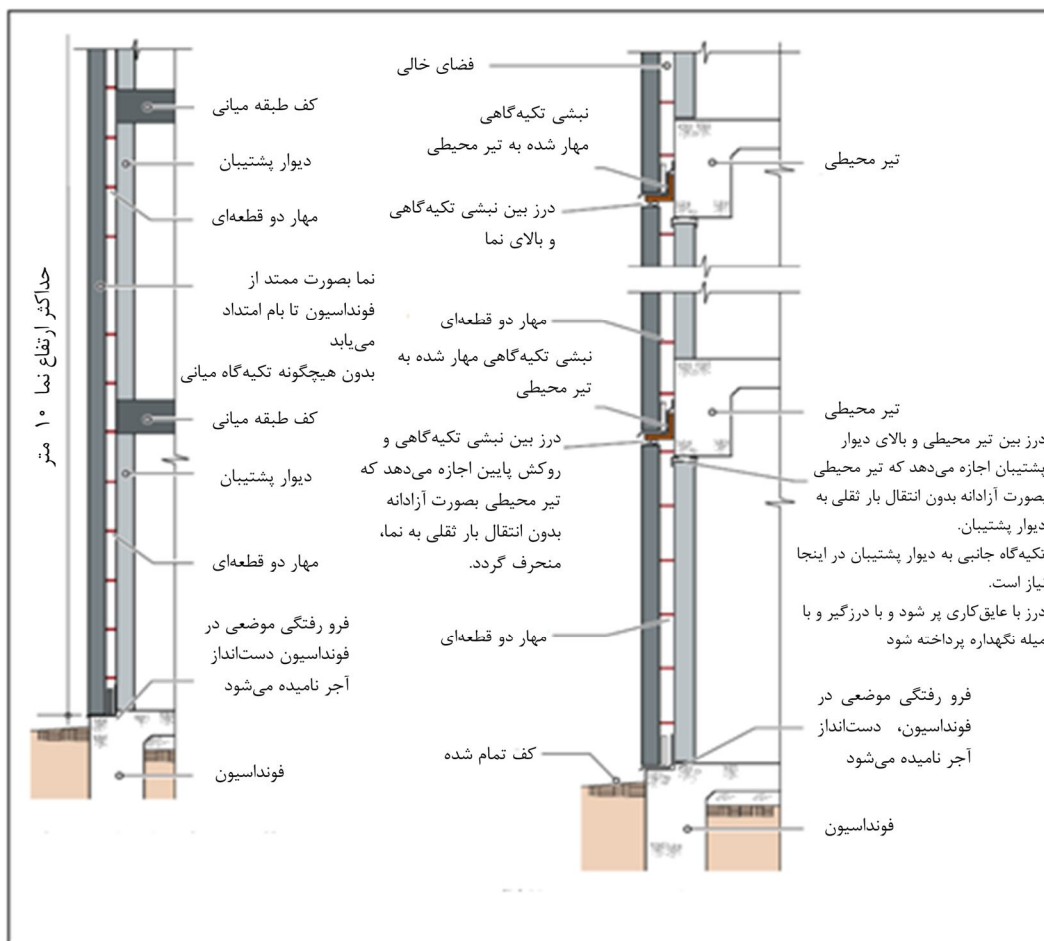 کف طبقه میانی
دیوار پشتیبان
مهار دو قطعه‌ای
نما بصورت ممتد از
فونداسیون تا بام امتداد
می‌یابد
بدون هیچگونه تکیه‌گاه میانی
کف طبقه میانی
دیوار پشتیبان
مهار دو قطعه‌ای
فرو رفتگی موضعی در
فونداسیون دست‌انداز
آجر نامیده می‌شود
فونداسیون
حداکثر ارتفاع نما ۱۰ متر
فضای خالی
نبشی تکیه‌گاهی
مهار شده به تیر محیطی
درز بین نبشی تکیه‌گاهی
و بالای نما
مهار دو قطعه‌ای
نبشی تکیه‌گاهی مهار شده به
تیر محیطی
درز بین نبشی تکیه‌گاهی و
روکش پایین اجازه می‌دهد که
تیر محیطی بصورت آزادانه
بدون انتقال بار ثقلی به نما،
منحرف گردد.
مهار دو قطعه‌ای
کف تمام شده
تیر محیطی
تیر محیطی
درز بین تیر محیطی و بالای دیوار
پشتیبان اجازه می‌دهد که تیر محیطی
بصورت آزادانه بدون انتقال بار ثقلی به
دیوار پشتیبان.
تکیه‌گاه جانبی به دیوار پشتیبان در اینجا
نیاز است.
درز با عایق‌کاری پر شود و با درزگیر و با
میله نگهداره پرداخته شود
فرو رفتگی موضعی در
فونداسیون، دست‌انداز
آجر نامیده می‌شود
فونداسیون